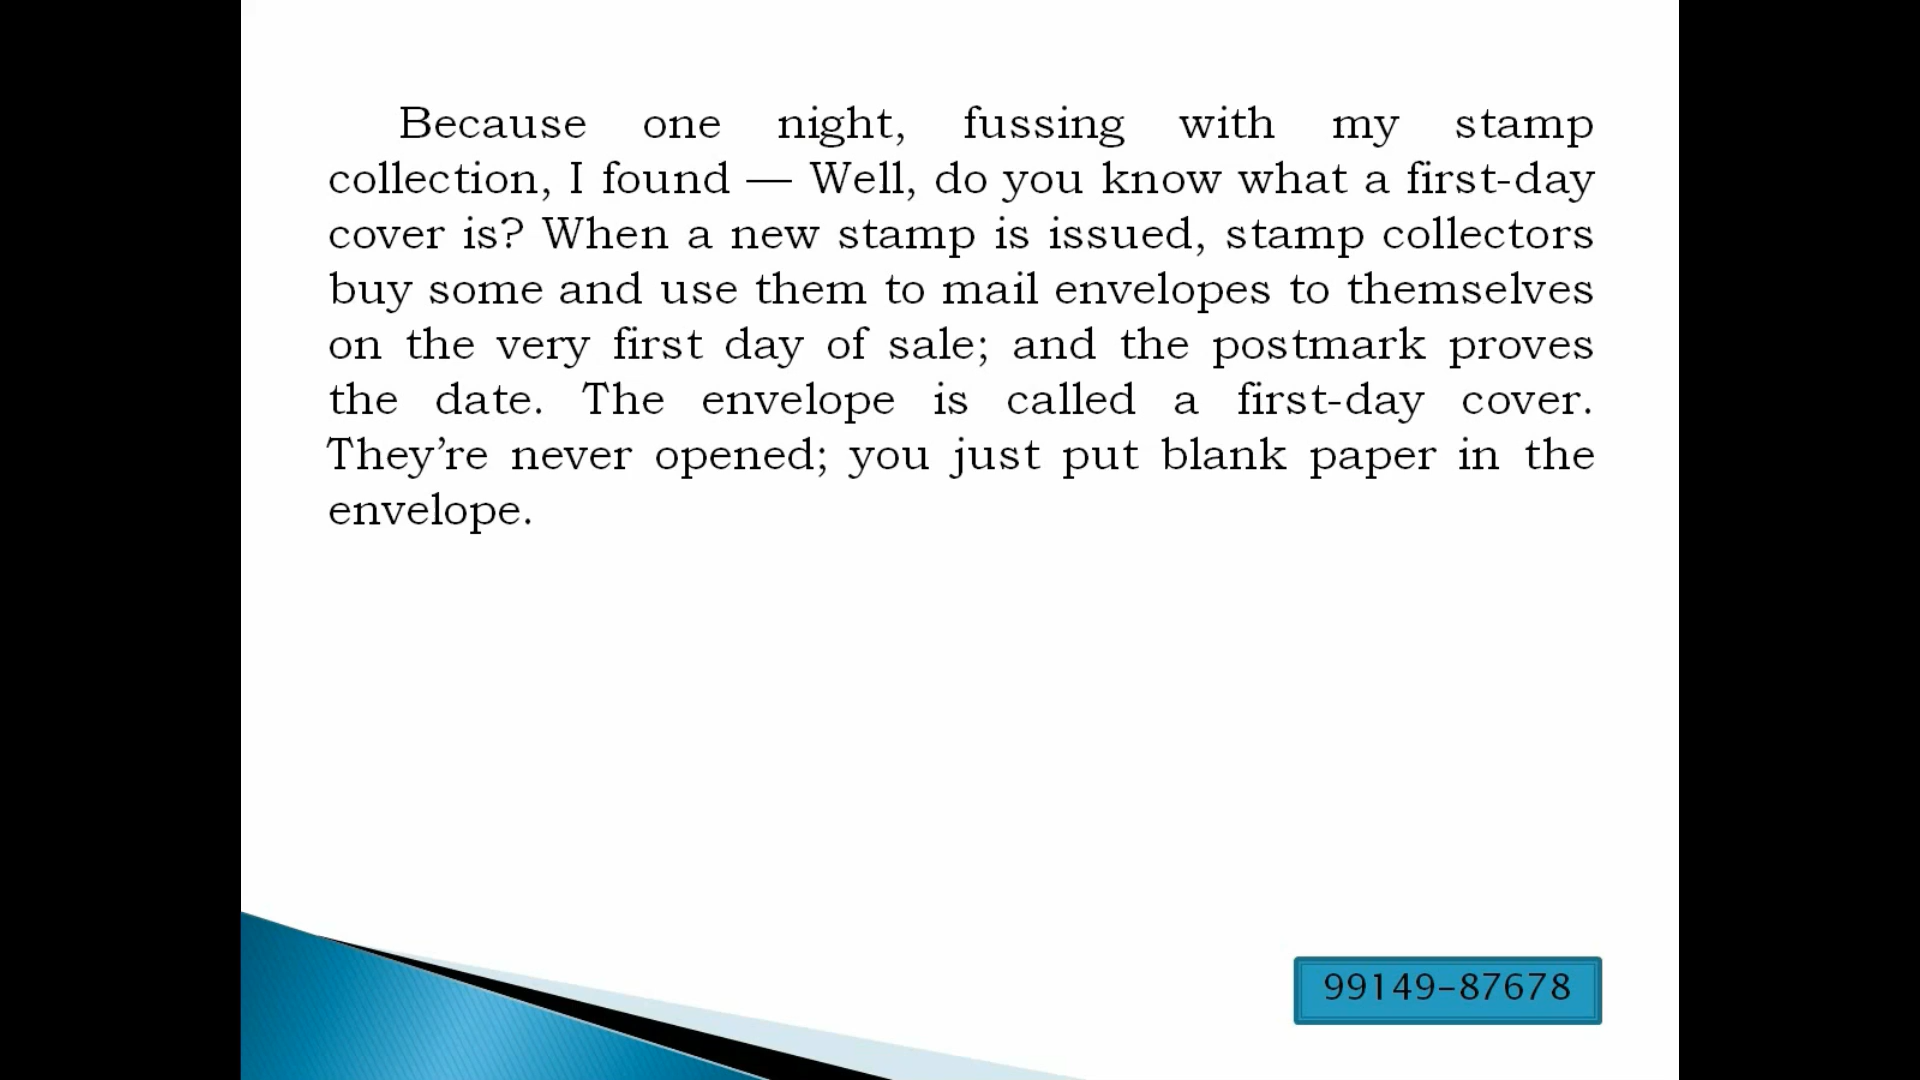 Because one night, fussing with my stamp
collection, I found — Well, do you know what a first-day
cover is? When a new stamp is issued, stamp collectors
buy some and use them to mail envelopes to themselves
on the very first day of sale; and the postmark proves
the date. The envelope is called a first-day cover.
They’re never opened; you just put blank paper in the
envelope.
99149–87678